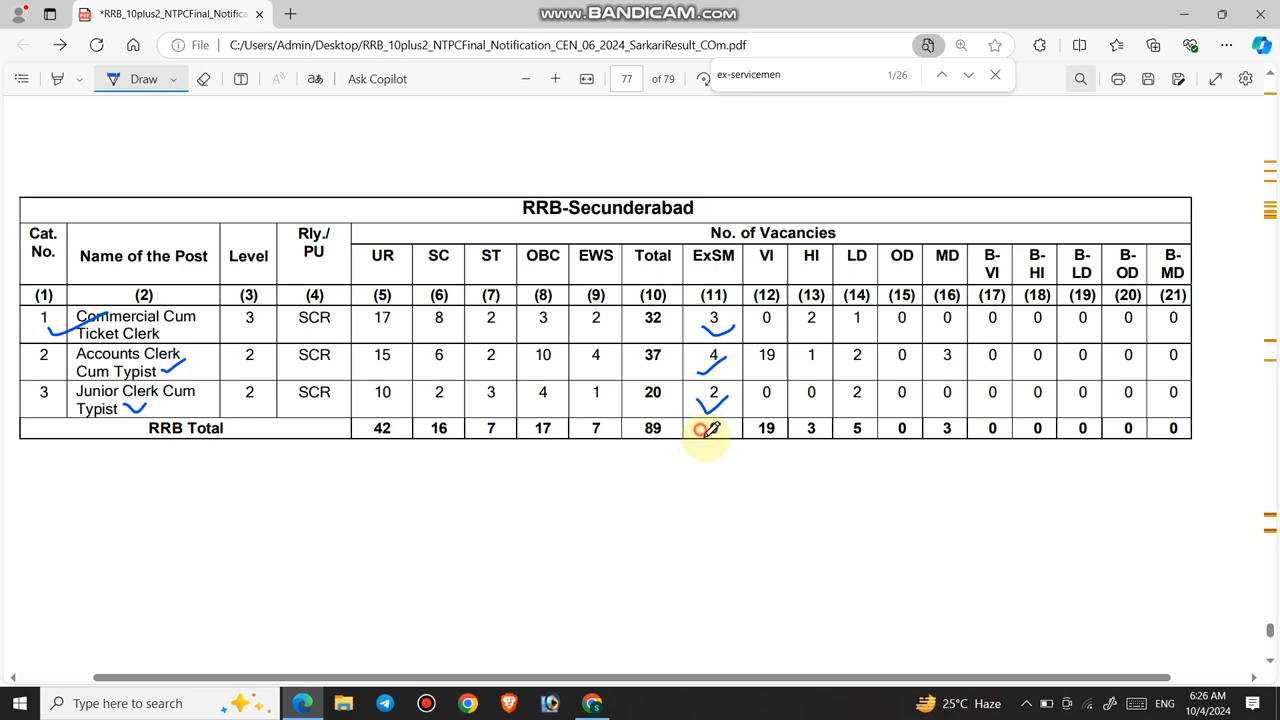 *RRB_10plus2_NTPCFinal_Notifica
WWW.BANDICAM.COM
File
C:/Users/Admin/Desktop/RRB_10plus2_NTPCFinal_Notification_CEN_06_2024_SarkariResult_COm.pdf
ex-servicemen 1/26
Draw
Ask Copilot
77 of 79
RRB-Secunderabad
Cat. No. Name of the Post Level Rly./ PU No. of Vacancies
UR SC ST OBC EWS Total ExSM VI HI LD OD MD B-VI B-HI B-LD B-OD B-MD
(1) (2) (3) (4) (5) (6) (7) (8) (9) (10) (11) (12) (13) (14) (15) (16) (17) (18) (19) (20) (21)
1 Commercial Cum Ticket Clerk 3 SCR 17 8 2 3 2 32 3 0 2 1 0 0 0 0 0 0 0
2 Accounts Clerk Cum Typist 2 SCR 15 6 2 10 4 37 4 19 1 2 0 3 0 0 0 0 0
3 Junior Clerk Cum Typist 2 SCR 10 2 3 4 1 20 2 0 0 2 0 0 0 0 0 0 0
RRB Total 42 16 7 17 7 89 19 3 5 0 3 0 0 0 0 0
Type here to search
25°C Haze
ENG
6:26 AM
10/4/2024